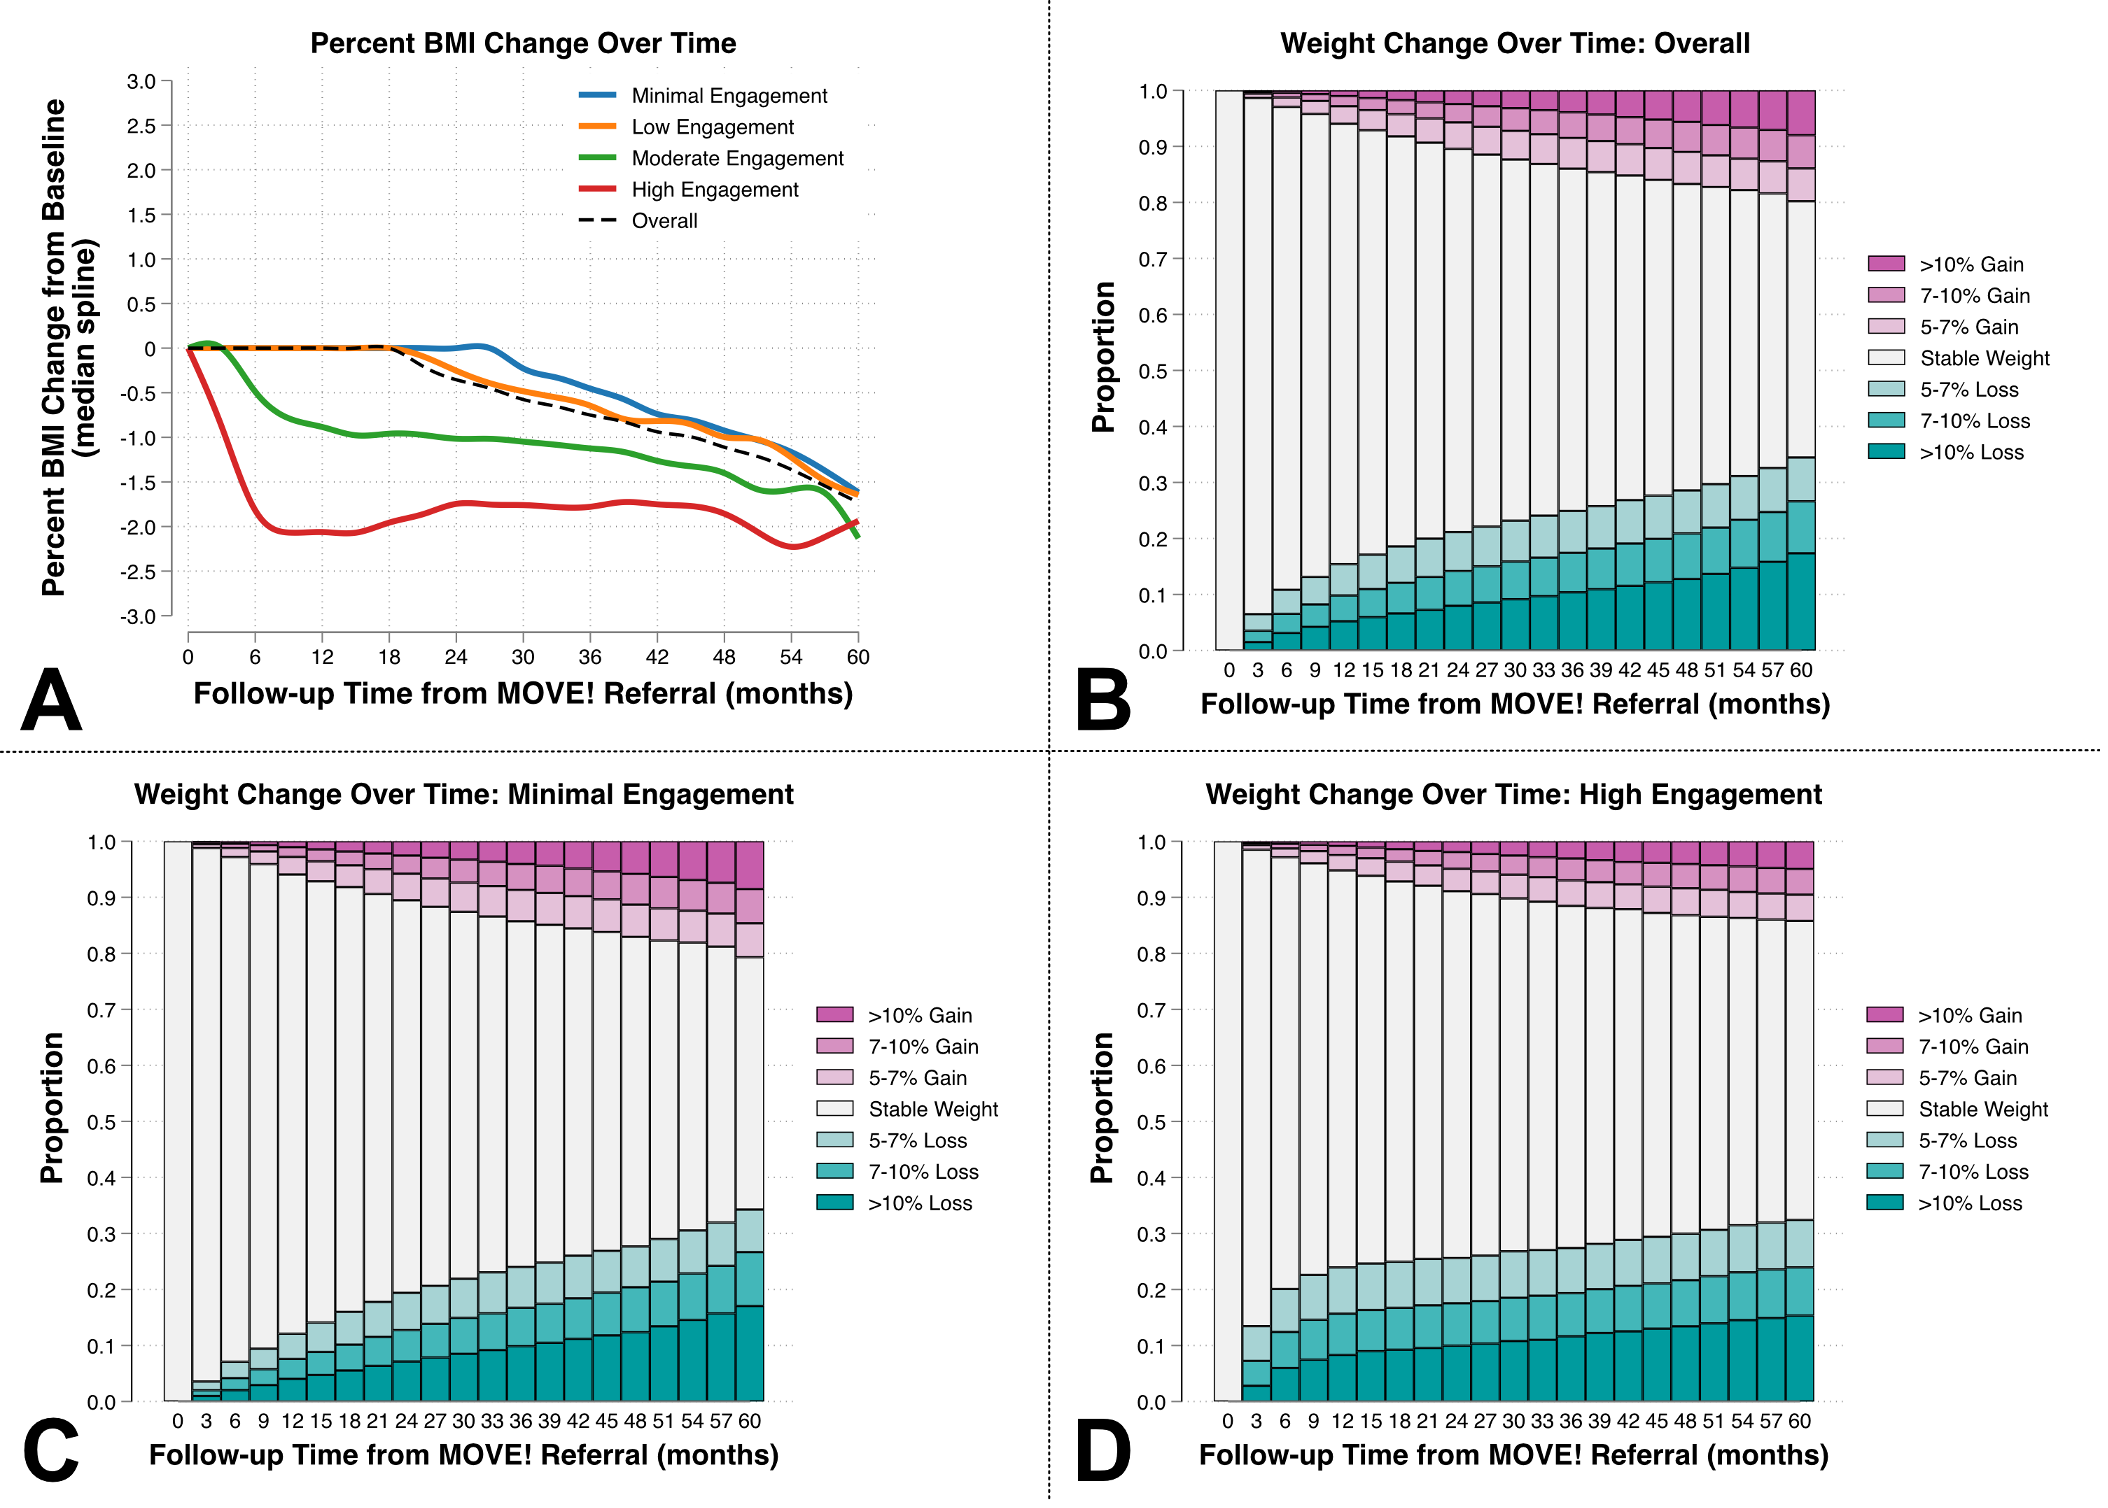 Percent BMI Change Over Time
Percent BMI Change from Baseline
(median spline)
3.0
2.5
2.0
1.5
1.0
0.5
0
-0.5
-1.0
-1.5
-2.0
-2.5
-3.0
Minimal Engagement
Low Engagement
Moderate Engagement
High Engagement
Overall
0 6 12 18 24 30 36 42 48 54 60
Follow-up Time from MOVE! Referral (months)
A
Weight Change Over Time: Overall
Proportion
1.0
0.9
0.8
0.7
0.6
0.5
0.4
0.3
0.2
0.1
0.0
>10% Gain
7-10% Gain
5-7% Gain
Stable Weight
5-7% Loss
7-10% Loss
>10% Loss
0 3 6 9 12 15 18 21 24 27 30 33 36 39 42 45 48 51 54 57 60
Follow-up Time from MOVE! Referral (months)
B
Weight Change Over Time: Minimal Engagement
Proportion
1.0
0.9
0.8
0.7
0.6
0.5
0.4
0.3
0.2
0.1
0.0
>10% Gain
7-10% Gain
5-7% Gain
Stable Weight
5-7% Loss
7-10% Loss
>10% Loss
0 3 6 9 12 15 18 21 24 27 30 33 36 39 42 45 48 51 54 57 60
Follow-up Time from MOVE! Referral (months)
C
Weight Change Over Time: High Engagement
Proportion
1.0
0.9
0.8
0.7
0.6
0.5
0.4
0.3
0.2
0.1
0.0
>10% Gain
7-10% Gain
5-7% Gain
Stable Weight
5-7% Loss
7-10% Loss
>10% Loss
0 3 6 9 12 15 18 21 24 27 30 33 36 39 42 45 48 51 54 57 60
Follow-up Time from MOVE! Referral (months)
D